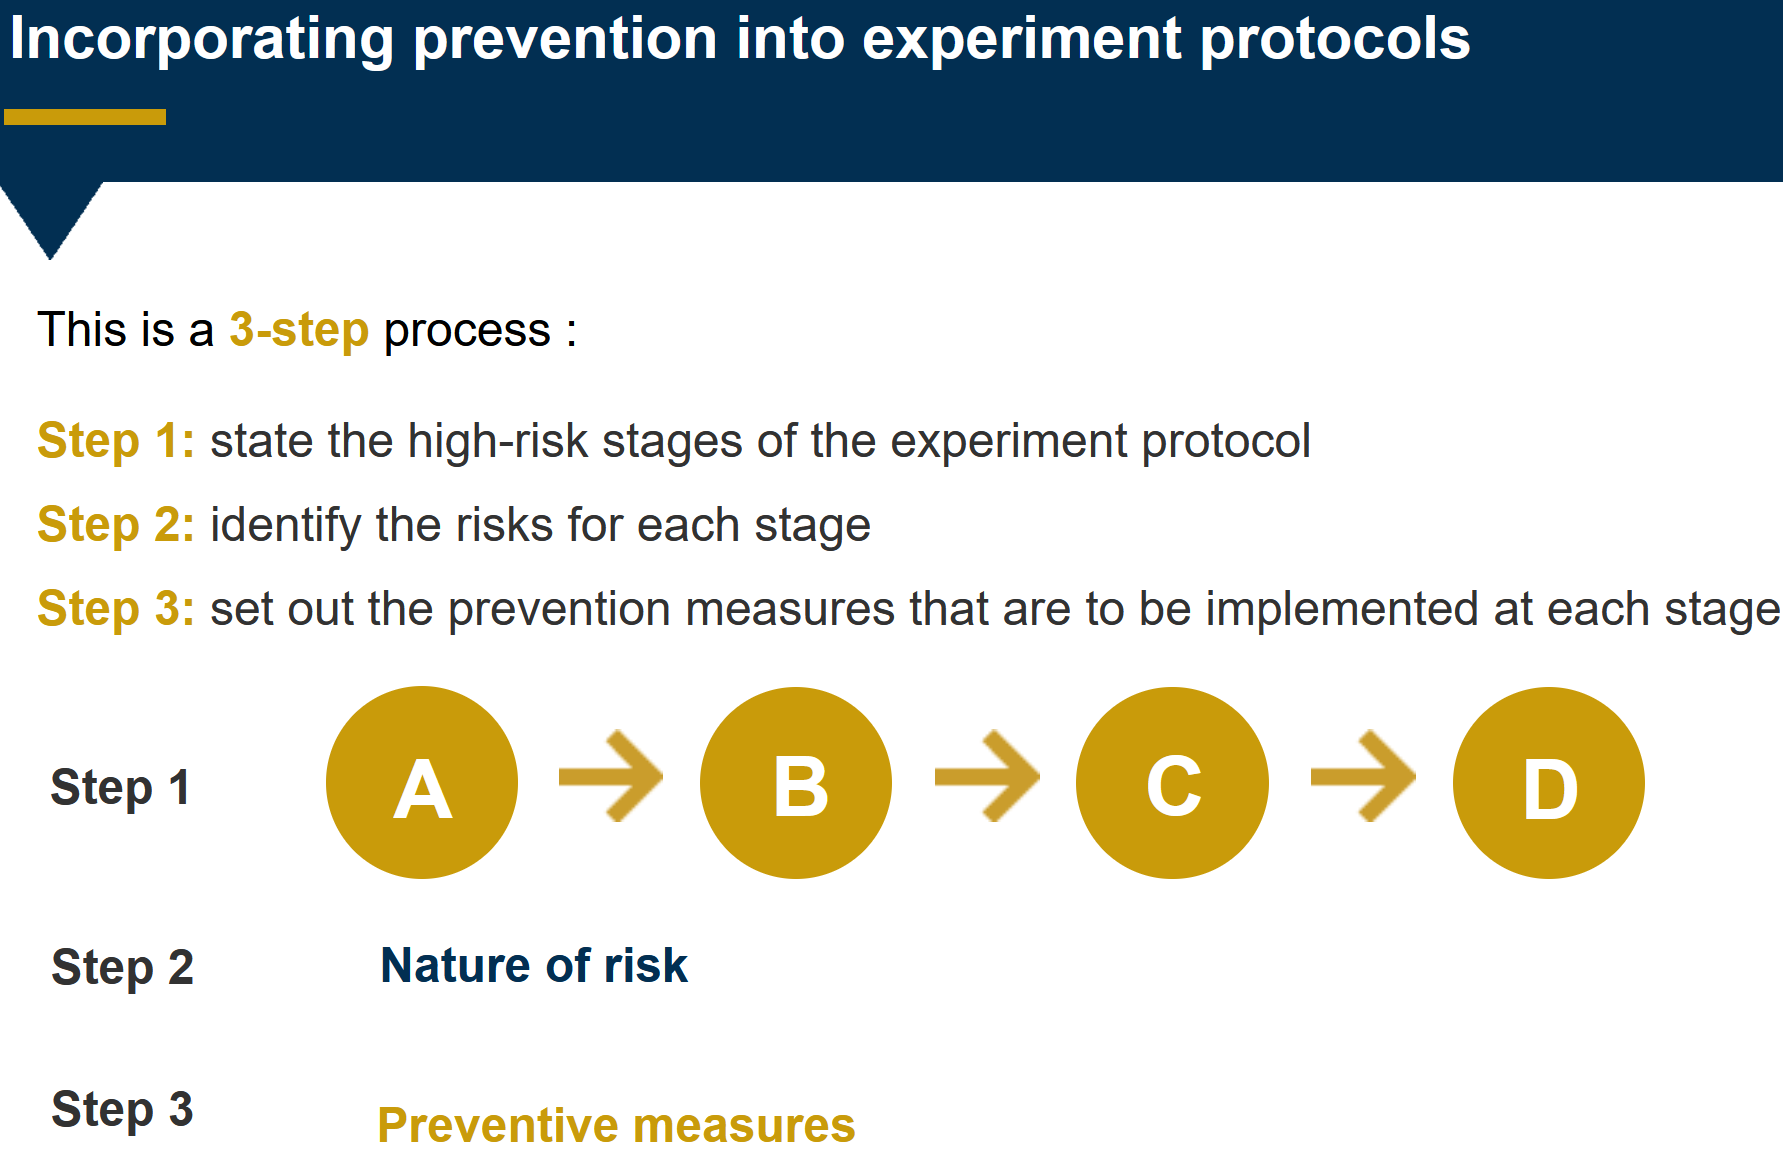 Incorporating prevention into experiment protocols
This is a 3-step process :
Step 1: state the high-risk stages of the experiment protocol
Step 2: identify the risks for each stage
Step 3: set out the prevention measures that are to be implemented at each stage
Step 1 A B C D
Step 2 Nature of risk
Step 3 Preventive measures